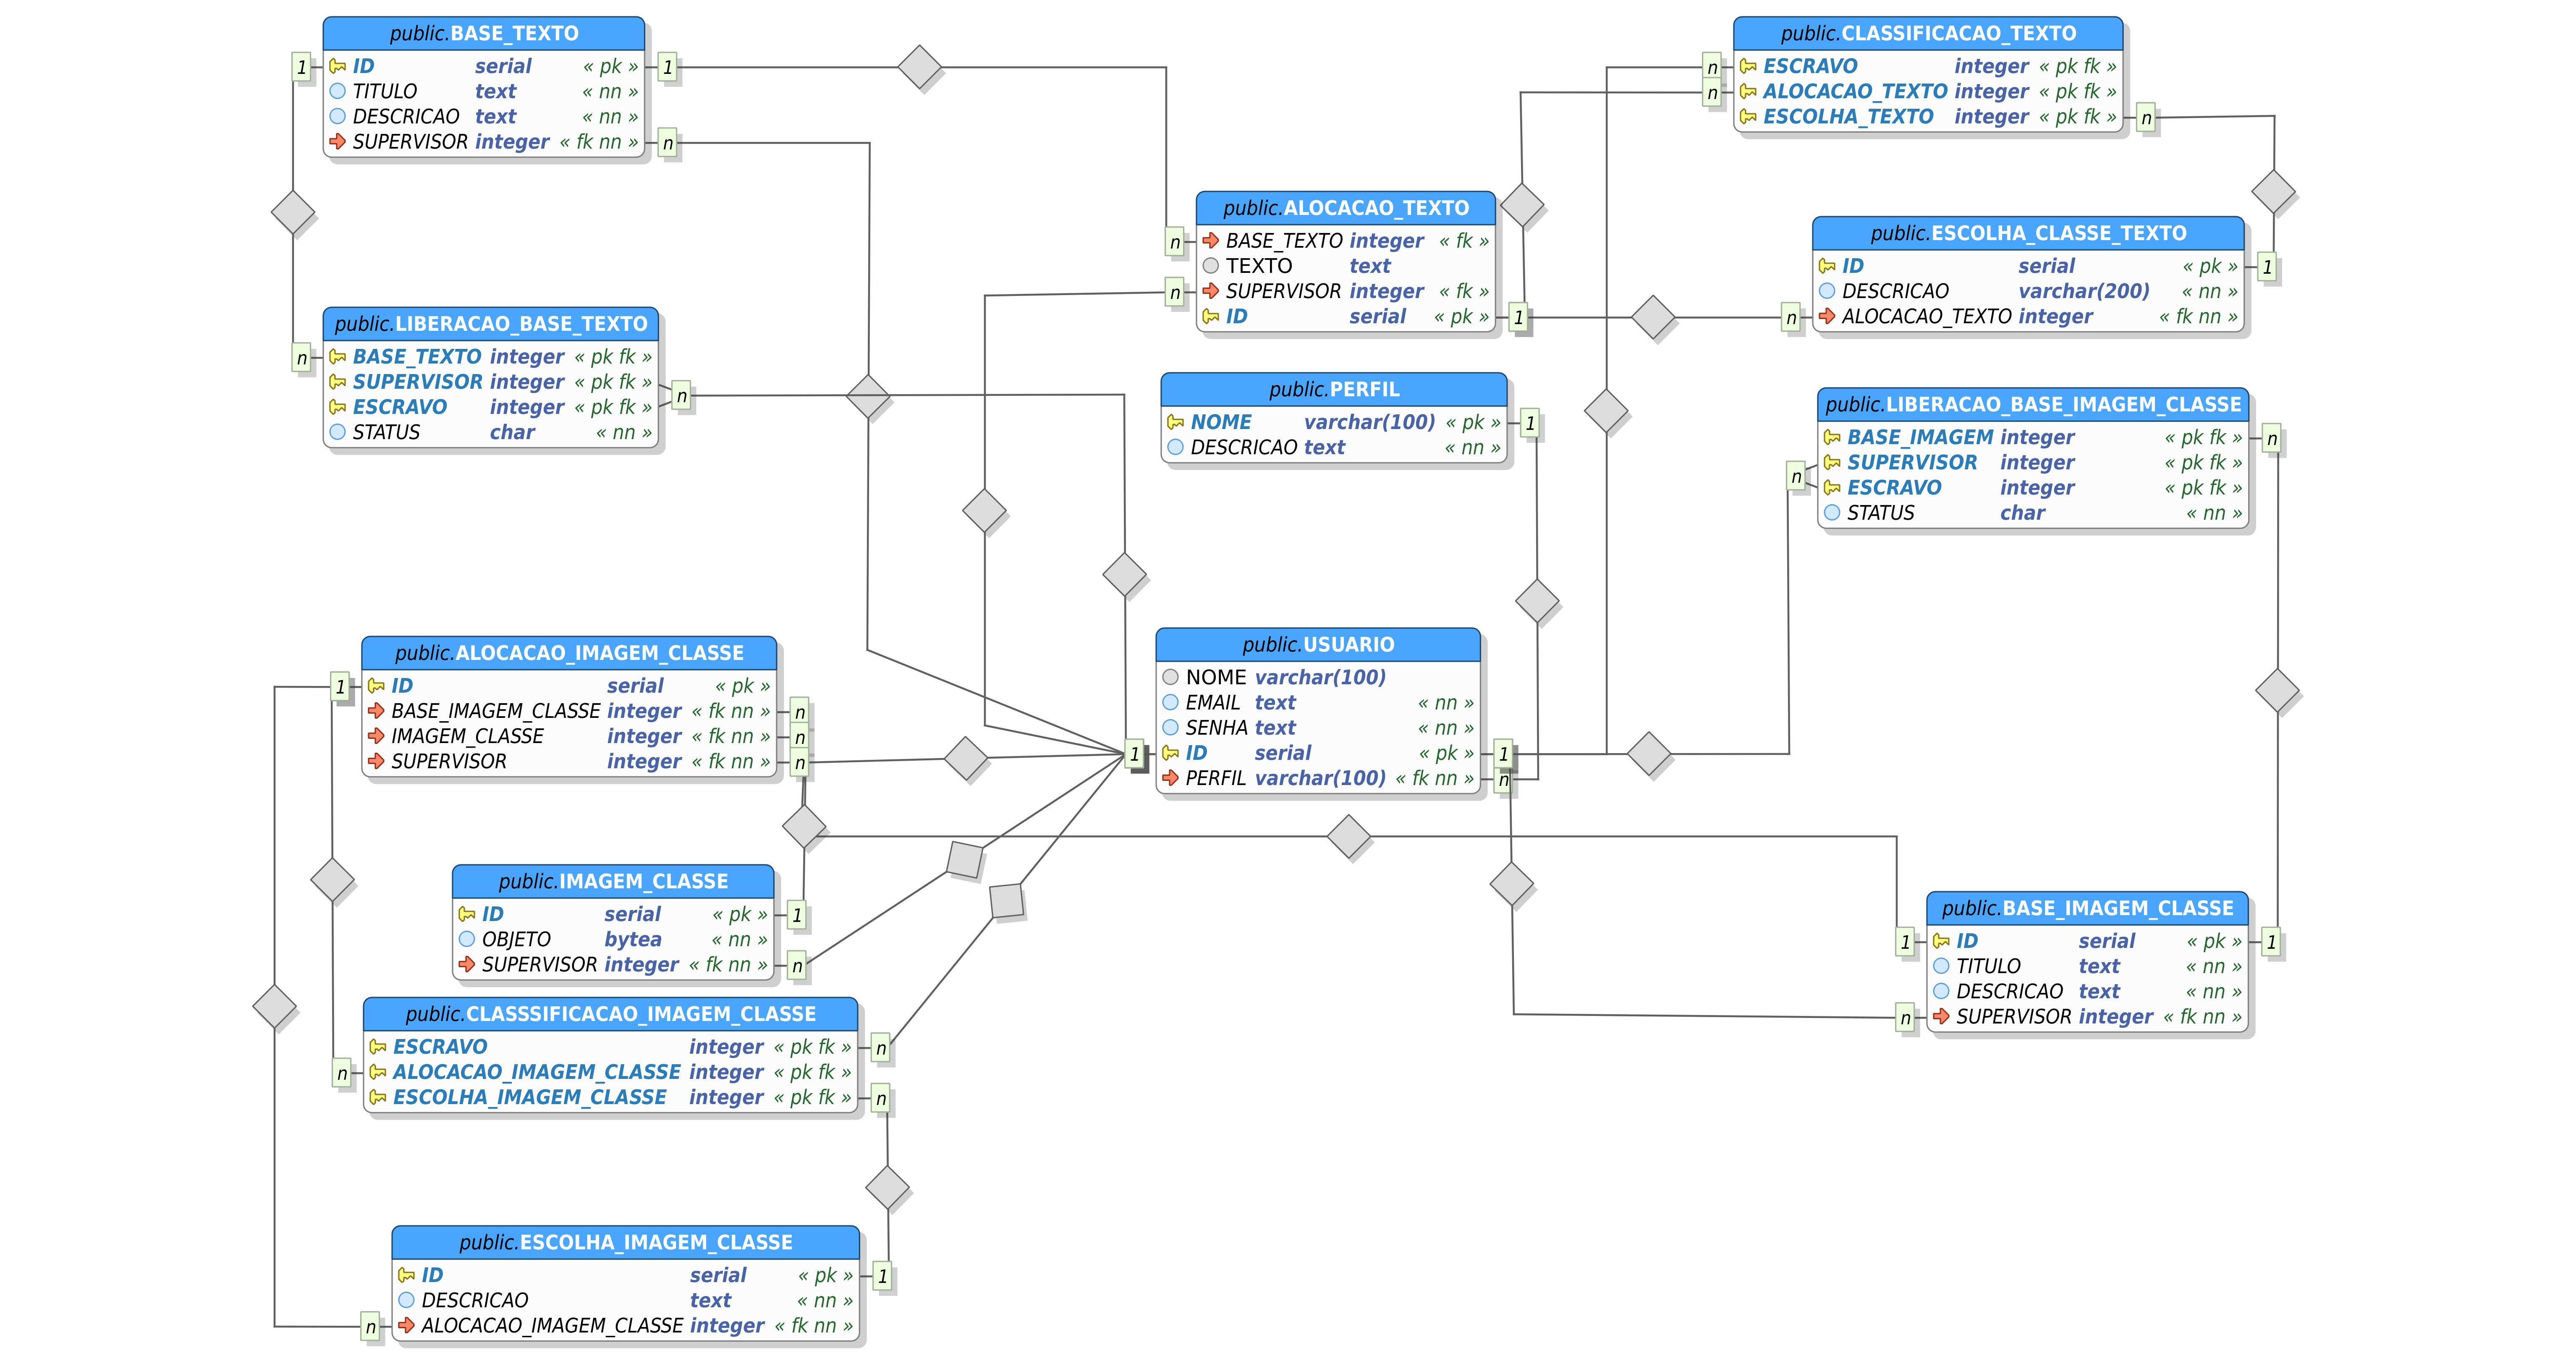 public.BASE_TEXTO
1 ID serial « pk » 1
TITULO text « nn »
DESCRICAO text « nn »
SUPERVISOR integer « fk nn » n
public.CLASSIFICACAO_TEXTO
n ESCRAVO integer « pk fk »
n ALOCACAO_TEXTO integer « pk fk »
ESCOLHA_TEXTO integer « pk fk » n
public.ALOCACAO_TEXTO
n BASE_TEXTO integer « fk »
TEXTO text
n SUPERVISOR integer « fk »
ID serial « pk » 1
public.ESCOLHA_CLASSE_TEXTO
ID serial « pk » 1
DESCRICAO varchar(200) « nn »
n ALOCACAO_TEXTO integer « fk nn »
public.LIBERACAO_BASE_TEXTO
n BASE_TEXTO integer « pk fk »
SUPERVISOR integer « pk fk » n
ESCRAVO integer « pk fk »
STATUS char « nn »
public.PERFIL
NOME varchar(100) « pk » 1
DESCRICAO text « nn »
public.LIBERACAO_BASE_IMAGEM_CLASSE
BASE_IMAGEM integer « pk fk » n
n SUPERVISOR integer « pk fk »
ESCRAVO integer « pk fk »
STATUS char « nn »
public.ALOCACAO_IMAGEM_CLASSE
1 ID serial « pk »
BASE_IMAGEM_CLASSE integer « fk nn » n
IMAGEM_CLASSE integer « fk nn » n
SUPERVISOR integer « fk nn » n
public.USUARIO
NOME varchar(100)
EMAIL text « nn »
SENHA text « nn »
1 ID serial « pk » 1
PERFIL varchar(100) « fk nn » n
public.IMAGEM_CLASSE
ID serial « pk » 1
OBJETO bytea « nn »
SUPERVISOR integer « fk nn » n
public.BASE_IMAGEM_CLASSE
1 ID serial « pk » 1
TITULO text « nn »
DESCRICAO text « nn »
n SUPERVISOR integer « fk nn »
public.CLASSSIFICACAO_IMAGEM_CLASSE
ESCRAVO integer « pk fk » n
n ALOCACAO_IMAGEM_CLASSE integer « pk fk »
ESCOLHA_IMAGEM_CLASSE integer « pk fk » n
public.ESCOLHA_IMAGEM_CLASSE
ID serial « pk » 1
DESCRICAO text « nn »
n ALOCACAO_IMAGEM_CLASSE integer « fk nn »